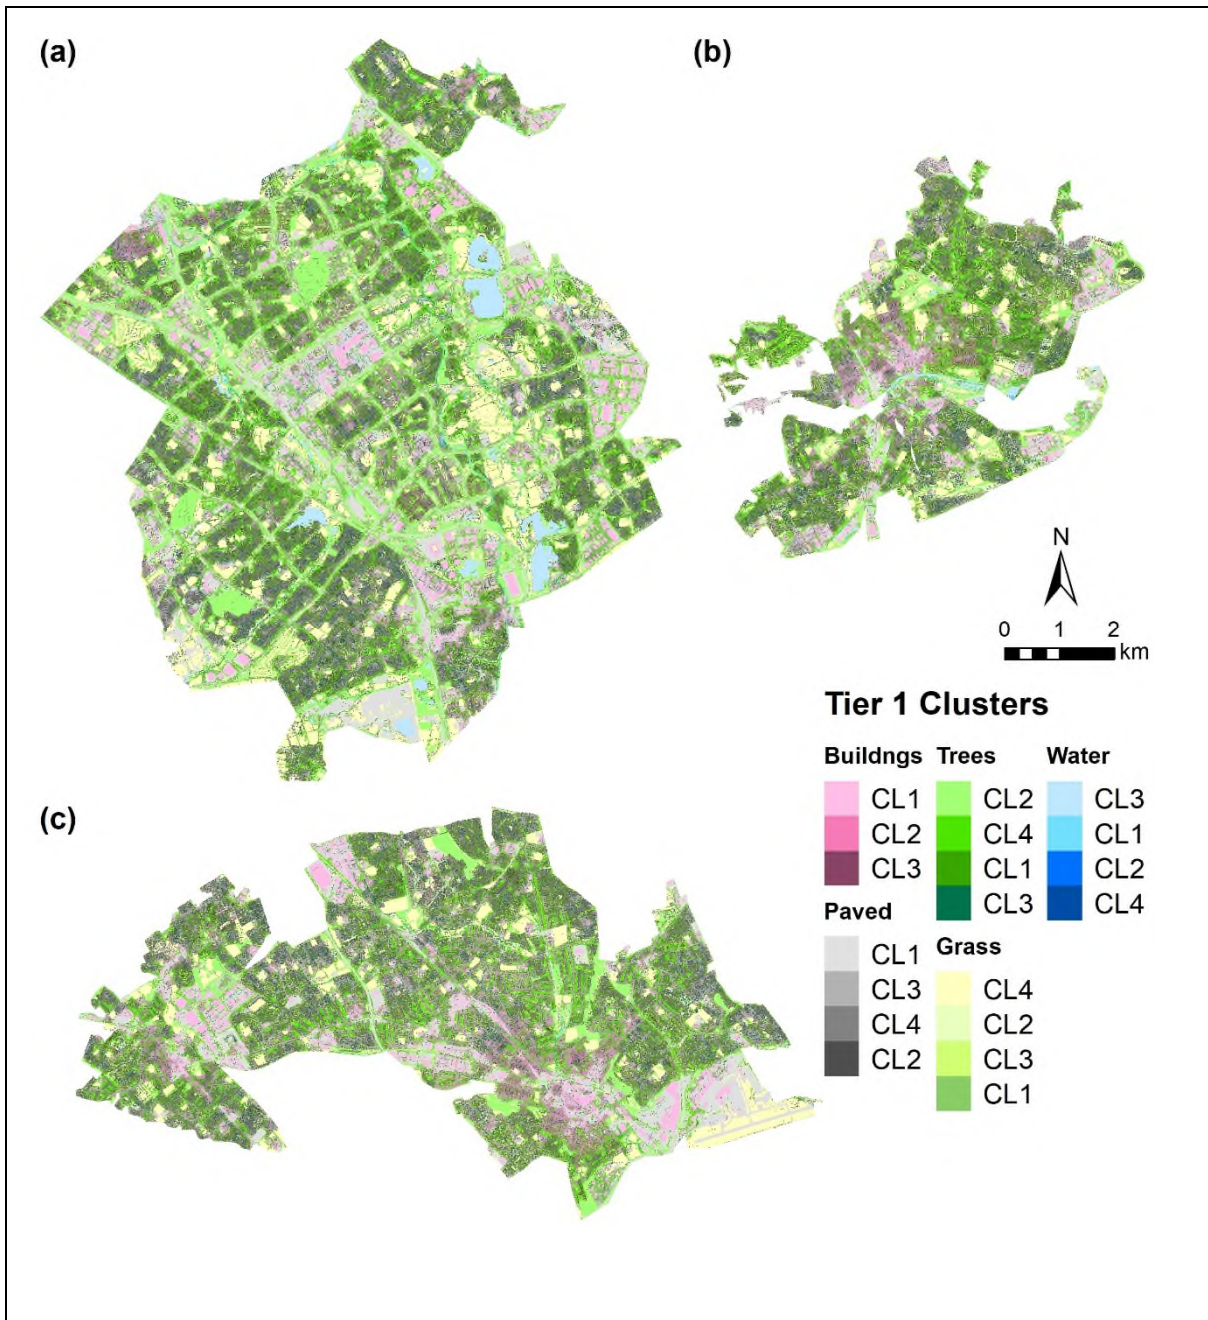 (a)
(b)
N
0 1 2
km
Tier 1 Clusters
Buildngs Trees Water
CL1 CL2 CL3
CL2 CL4 CL1
CL3 CL1 CL2
CL3 CL4
Paved
CL1 Grass
CL3 CL4
CL4 CL2
CL2 CL3
CL1
(c)